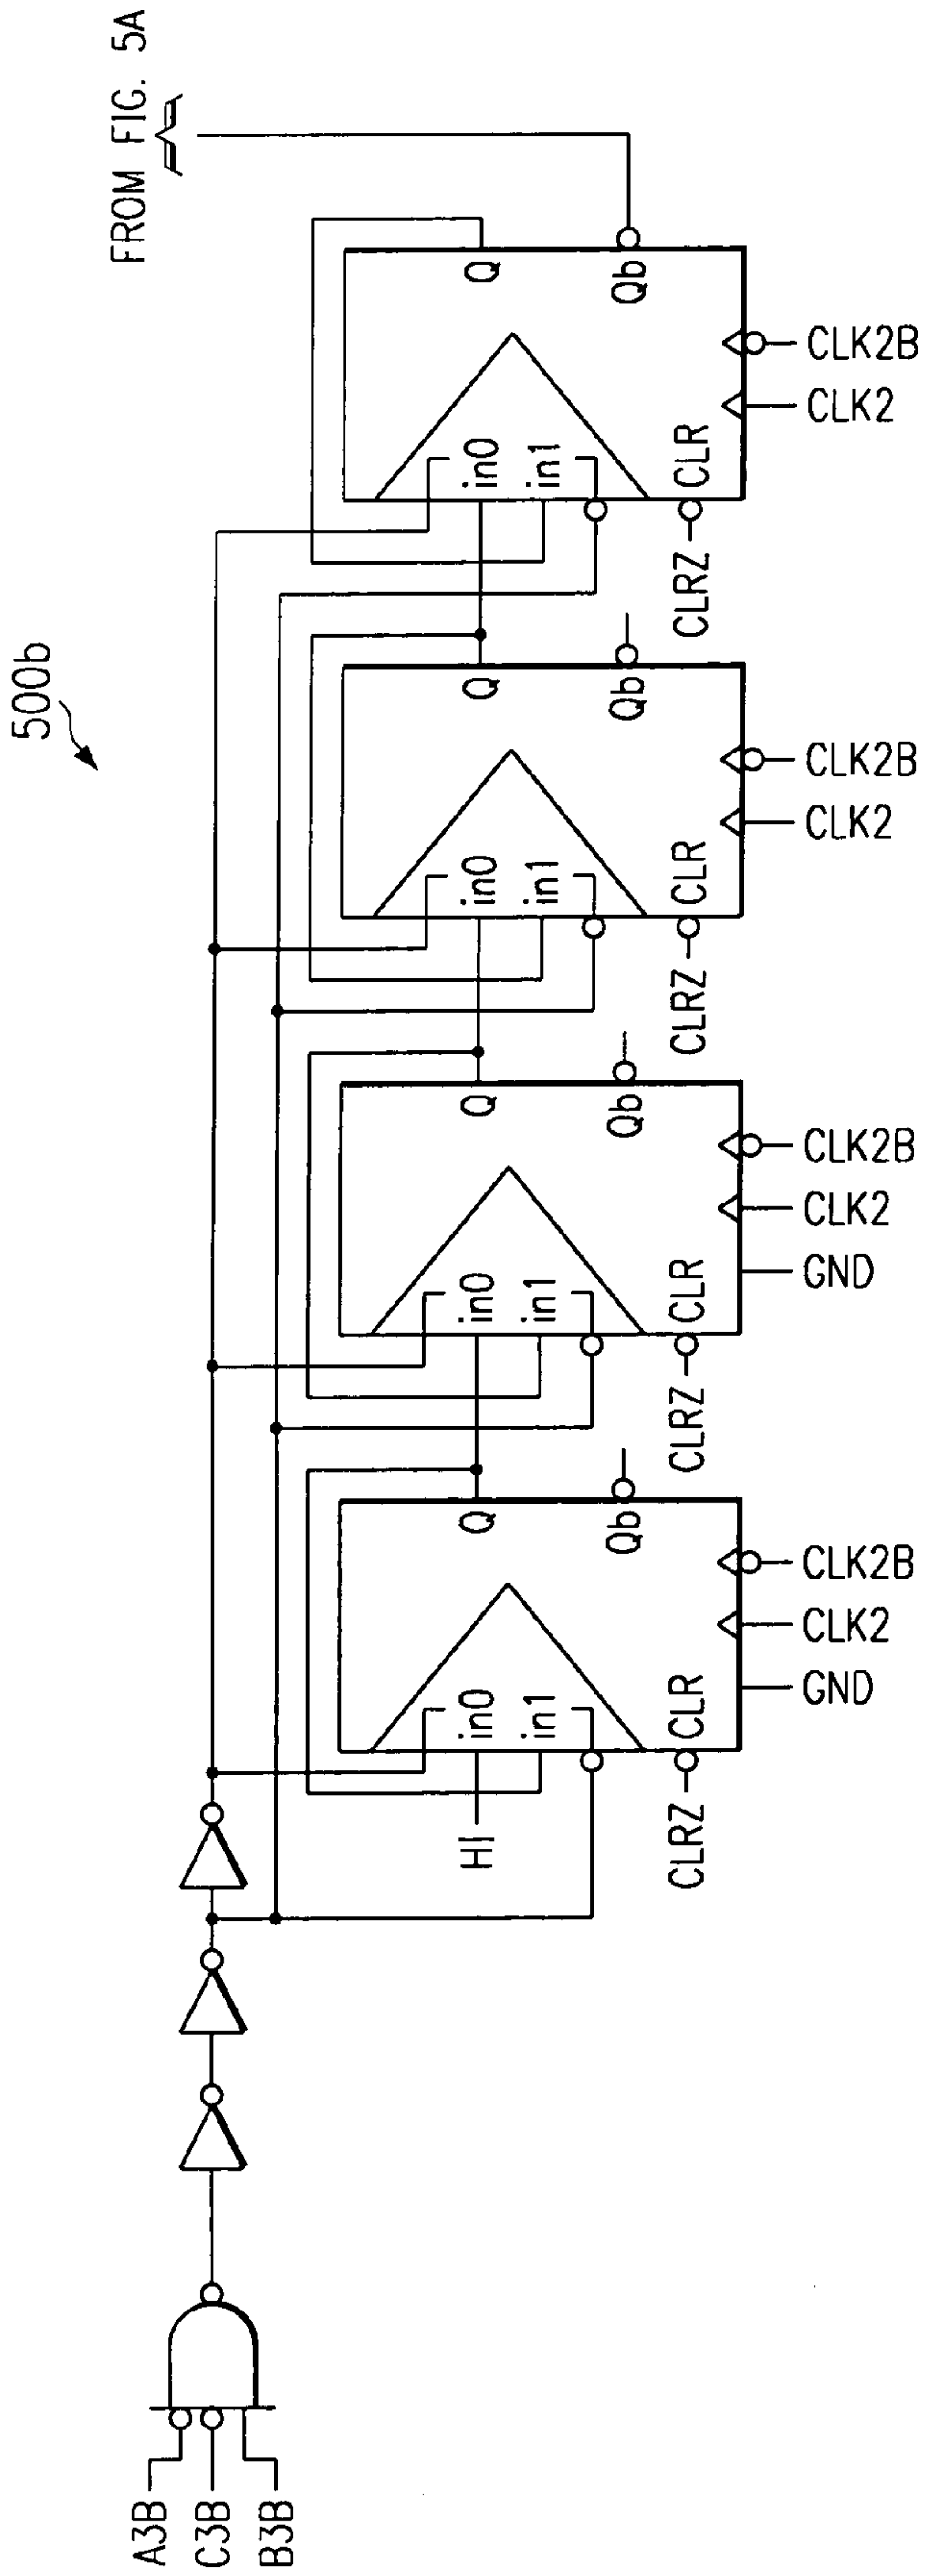 FROM FIG. 5A
500b
A3B
C3B
B3B
HI
in0
in1
Q
Qb
CLRZ
CLR
GND
CLK2
CLK2B
in0
in1
Q
Qb
CLRZ
CLR
GND
CLK2
CLK2B
in0
in1
Q
Qb
CLRZ
CLR
CLK2
CLK2B
in0
in1
Q
Qb
CLRZ
CLR
CLK2
CLK2B